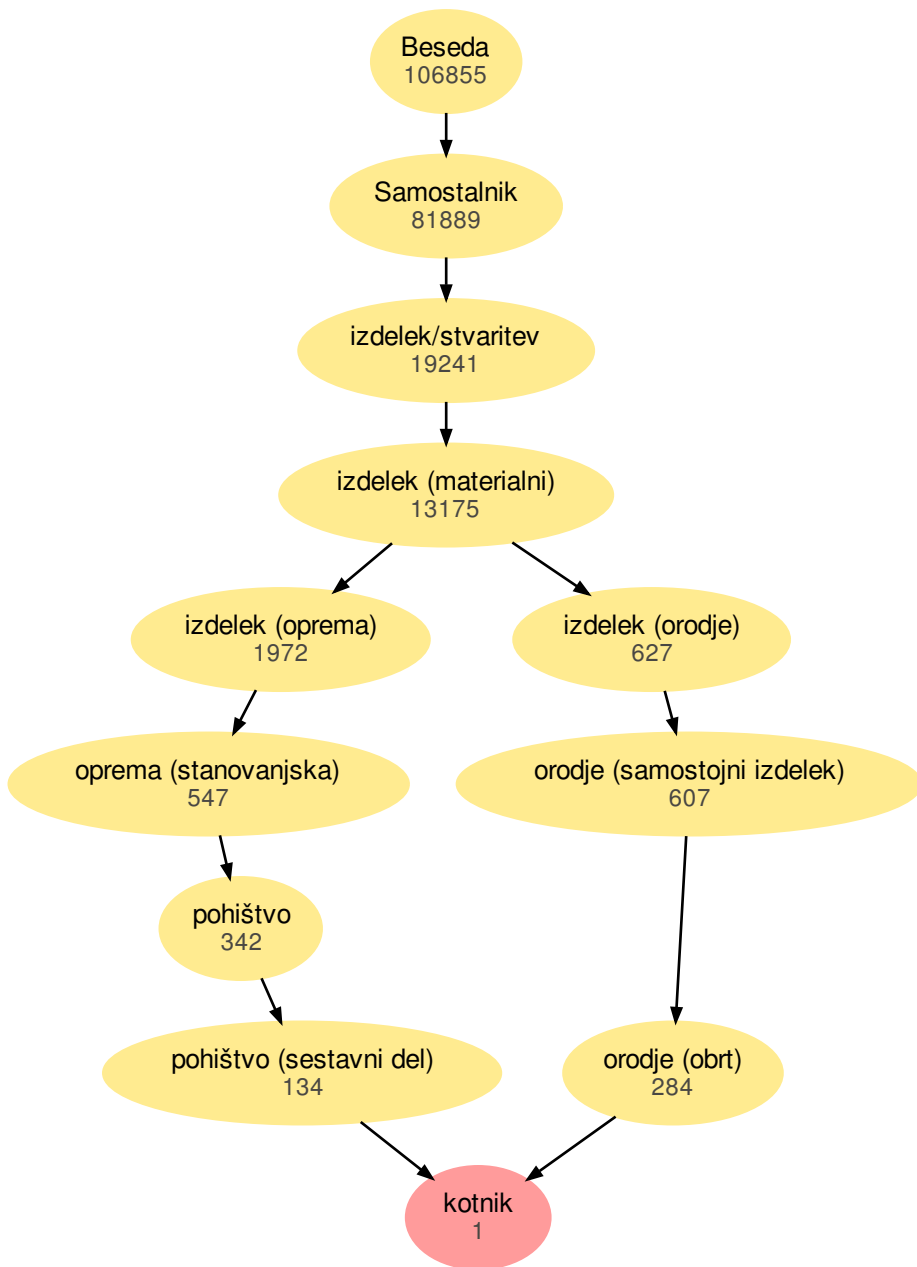 Beseda
106855
Samostalnik
81889
izdelek/stvaritev
19241
izdelek (materialni)
13175
izdelek (oprema)
1972
izdelek (orodje)
627
oprema (stanovanjska)
547
orodje (samostojni izdelek)
607
pohištvo
342
pohištvo (sestavni del)
134
orodje (obrt)
284
kotnik
1